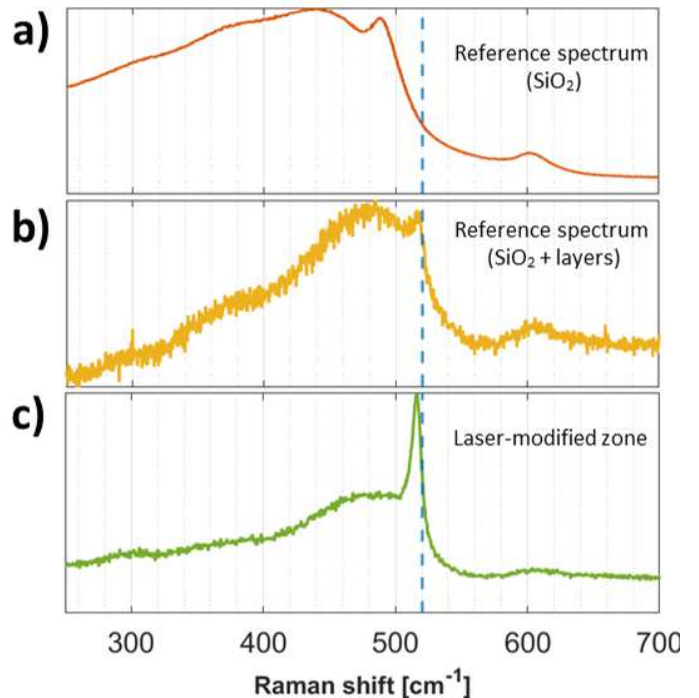 a)
Reference spectrum
(SiO₂)
b)
Reference spectrum
(SiO₂ + layers)
c)
Laser-modified zone
300 400 500 600 700
Raman shift [cm⁻¹]